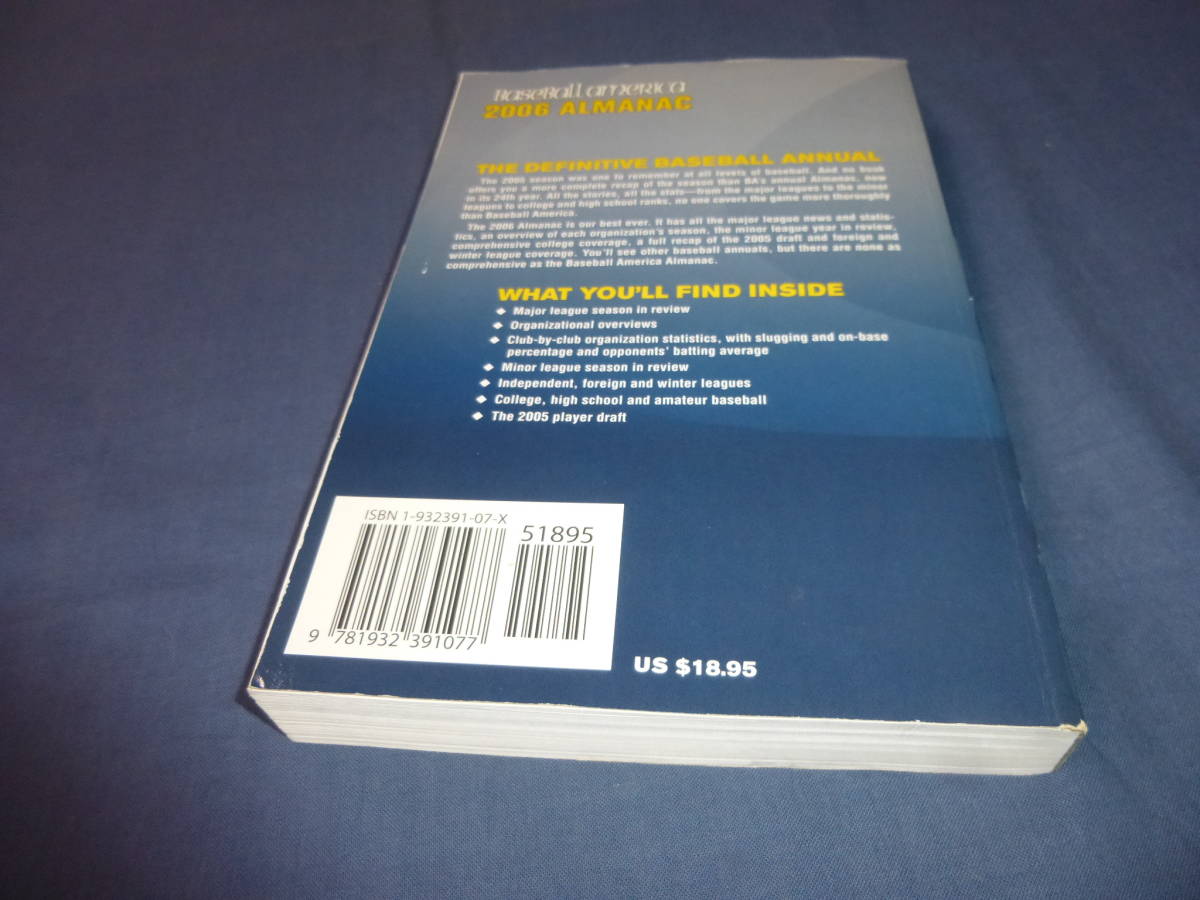 Baseball america
2006 ALMANAC
THE DEFINITIVE BASEBALL ANNUAL
The 2005 season was one to remember at all levels of baseball. And no book
offers you a more complete recap of the season than BA's annual Almanac, now
in its 24th year. All the stories, all the stats—from the major leagues to the minor
leagues to college and high school ranks, no one covers the game more thoroughly
than Baseball America.
The 2006 Almanac is our best ever. It has all the major league news and statis-
tics, an overview of each organization's season, the minor league year in review,
comprehensive college coverage, a full recap of the 2005 draft and foreign and
winter league coverage. You'll see other baseball annuals, but there are none as
comprehensive as the Baseball America Almanac.
WHAT YOU'LL FIND INSIDE
◆ Major league season in review
◆ Organizational overviews
◆ Club-by-club organization statistics, with slugging and on-base
percentage and opponents' batting average
◆ Minor league season in review
◆ Independent, foreign and winter leagues
◆ College, high school and amateur baseball
◆ The 2005 player draft
ISBN 1-932391-07-X
51895
9 781932 391077
US $18.95